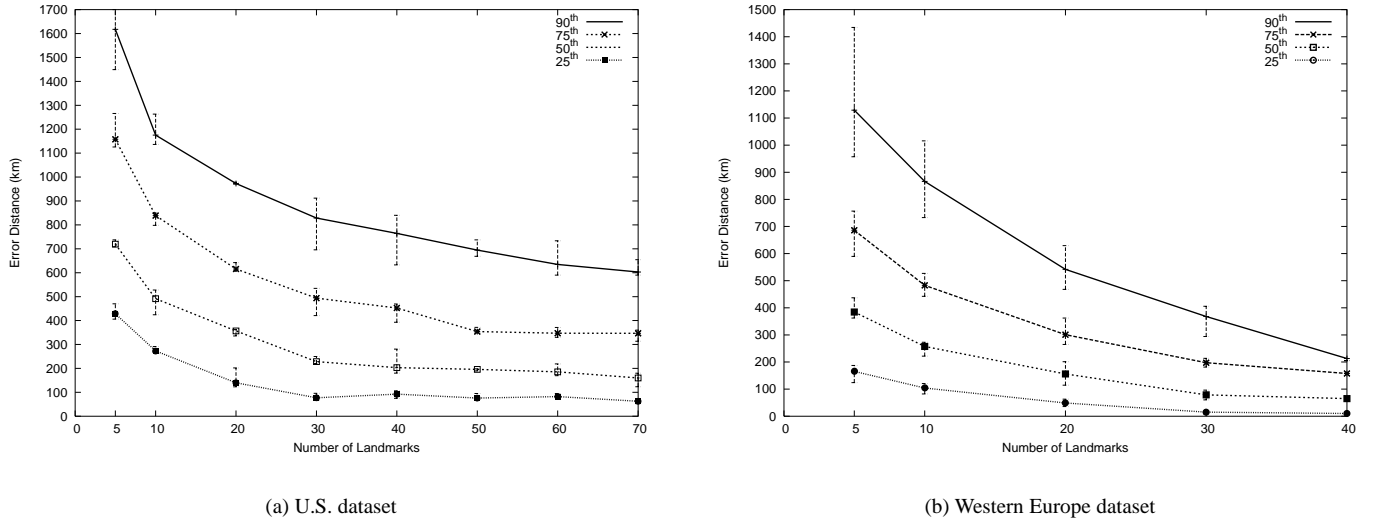 1700
1600
1500
1400
1300
1200
1100
1000
900
800
700
600
500
400
300
200
100
0
Error Distance (km)
0 5 10 20 30 40 50 60 70
Number of Landmarks
90th
75th
50th
25th
(a) U.S. dataset
1500
1400
1300
1200
1100
1000
900
800
700
600
500
400
300
200
100
0
Error Distance (km)
0 5 10 20 30 40
Number of Landmarks
90th
75th
50th
25th
(b) Western Europe dataset